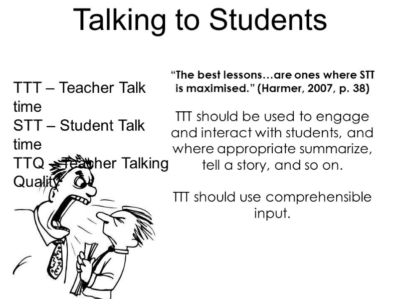 Talking to Students
TTT – Teacher Talk
time
STT – Student Talk
time
TTQ – Teacher Talking
Quality
“The best lessons…are ones where STT
is maximised.” (Harmer, 2007, p. 38)
TTT should be used to engage
and interact with students, and
where appropriate summarize,
tell a story, and so on.
TTT should use comprehensible
input.